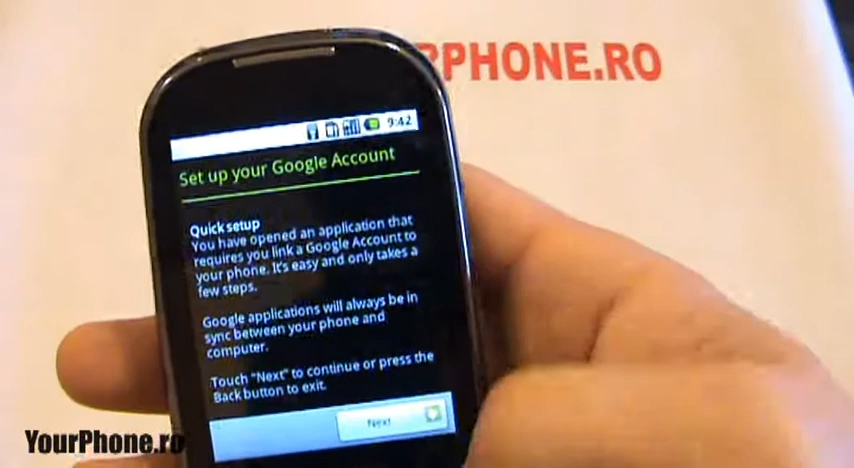 RPHONE.RO
9:42
Set up your Google Account
Quick setup
You have opened an application that
requires you link a Google Account to
your phone. It's easy and only takes a
few steps.
Google applications will always be in
sync between your phone and
computer.
Touch "Next" to continue or press the
Back button to exit.
Next
YourPhone.ro